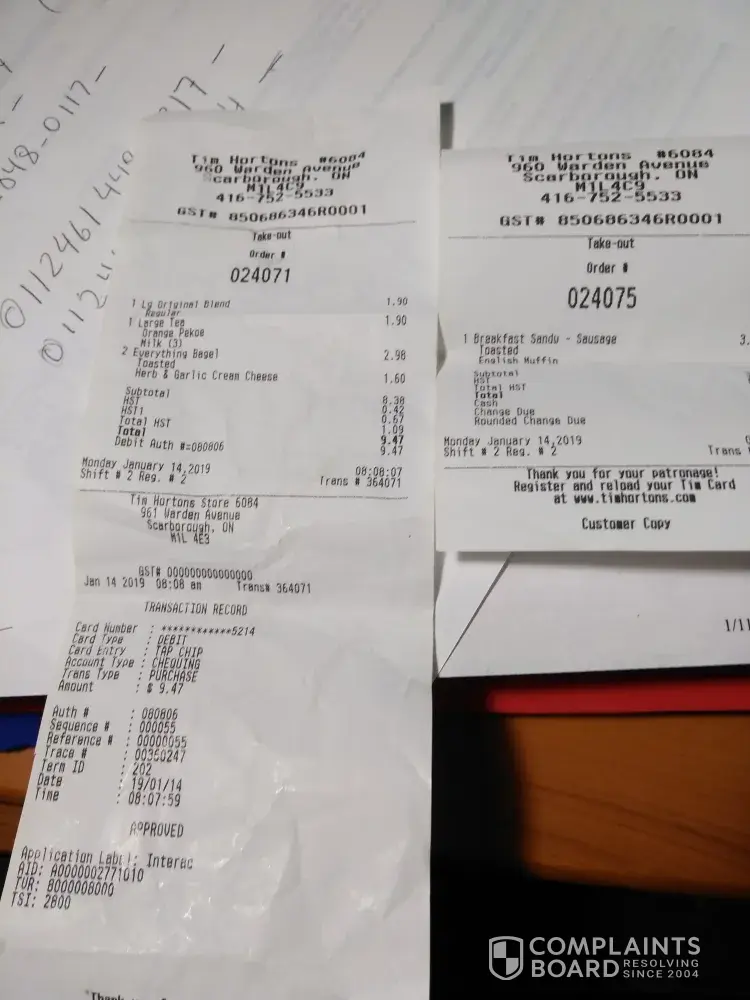 048-0117-
011246144
0112
Tim Hortons #6084
960 Warden Avenue
Scarborough, ON
M1L4C9
416-752-5533
GST# 850686346R0001
Take-out
Order #
024071
1 Lg Original Blend 1.90
Regular
1 Large Tea 1.90
Orange Pekoe
Milk (3)
2 Everything Bagel 2.98
Toasted
Herb & Garlic Cream Cheese 1.60
Subtotal 8.38
HST 0.42
HST1 0.67
Total HST 1.09
Total 9.47
Debit Auth #=080806 9.47
Monday January 14,2019 08:08:07
Shift # 2 Reg. # 2 Trans # 364071
Tim Hortons Store 6084
961 Warden Avenue
Scarborough, ON
M1L 4E3
GST# 000000000000000
Jan 14 2019 08:08 am Trans# 364071
TRANSACTION RECORD
Card Number : ************5214
Card Type : DEBIT
Card Entry : TAP CHIP
Account Type : CHEQUING
Trans Type : PURCHASE
Amount : $ 9.47
Auth # : 080806
Sequence # : 000055
Reference # : 00000055
Trace # : 00360247
Term ID : 202
Date : 19/01/14
Time : 08:07:59
APPROVED
Application Label: Interac
AID: A0000002771010
TVR: 8000008000
TSI: 2800
Tim Hortons #6084
960 Warden Avenue
Scarborough, ON
M1L4C9
416-752-5533
GST# 850686346R0001
Take-out
Order #
024075
1 Breakfast Sandw - Sausage 3.
Toasted
English Muffin
Subtotal
HST
Total HST
Total
Cash
Change Due
Rounded Change Due
Monday January 14,2019
Shift # 2 Reg. # 2 Trans
Thank you for your patronage!
Register and reload your Tim Card
at www.timhortons.com
Customer Copy
1/11
COMPLAINTS
BOARD RESOLVING
SINCE 2004